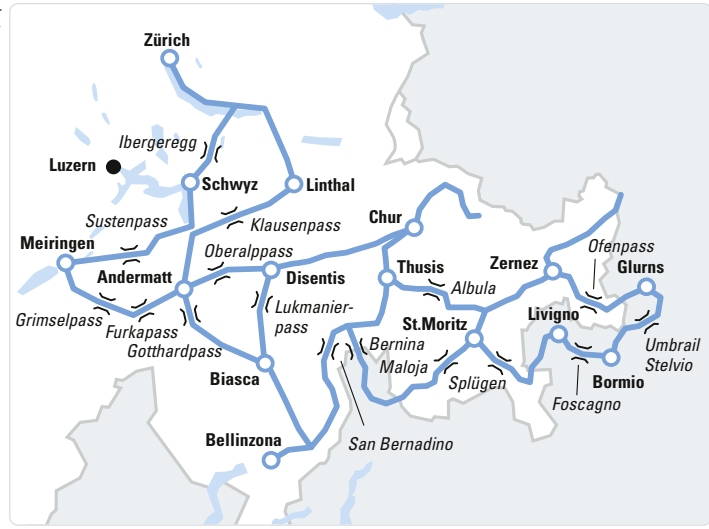 Zürich
Ibergeregg
Luzern
Schwyz
Linthal
Sustenpass
Klausenpass
Chur
Meiringen
Oberalppass
Ofenpass
Andermatt
Disentis
Thusis
Zernez
Glurns
Albula
Grimselpass
Lukmanier-
pass
Livigno
Furkapass
St.Moritz
Gotthardpass
Bernina
Umbrail
Stelvio
Maloja
Biasca
Splügen
Bormio
Foscagno
Bellinzona
San Bernadino